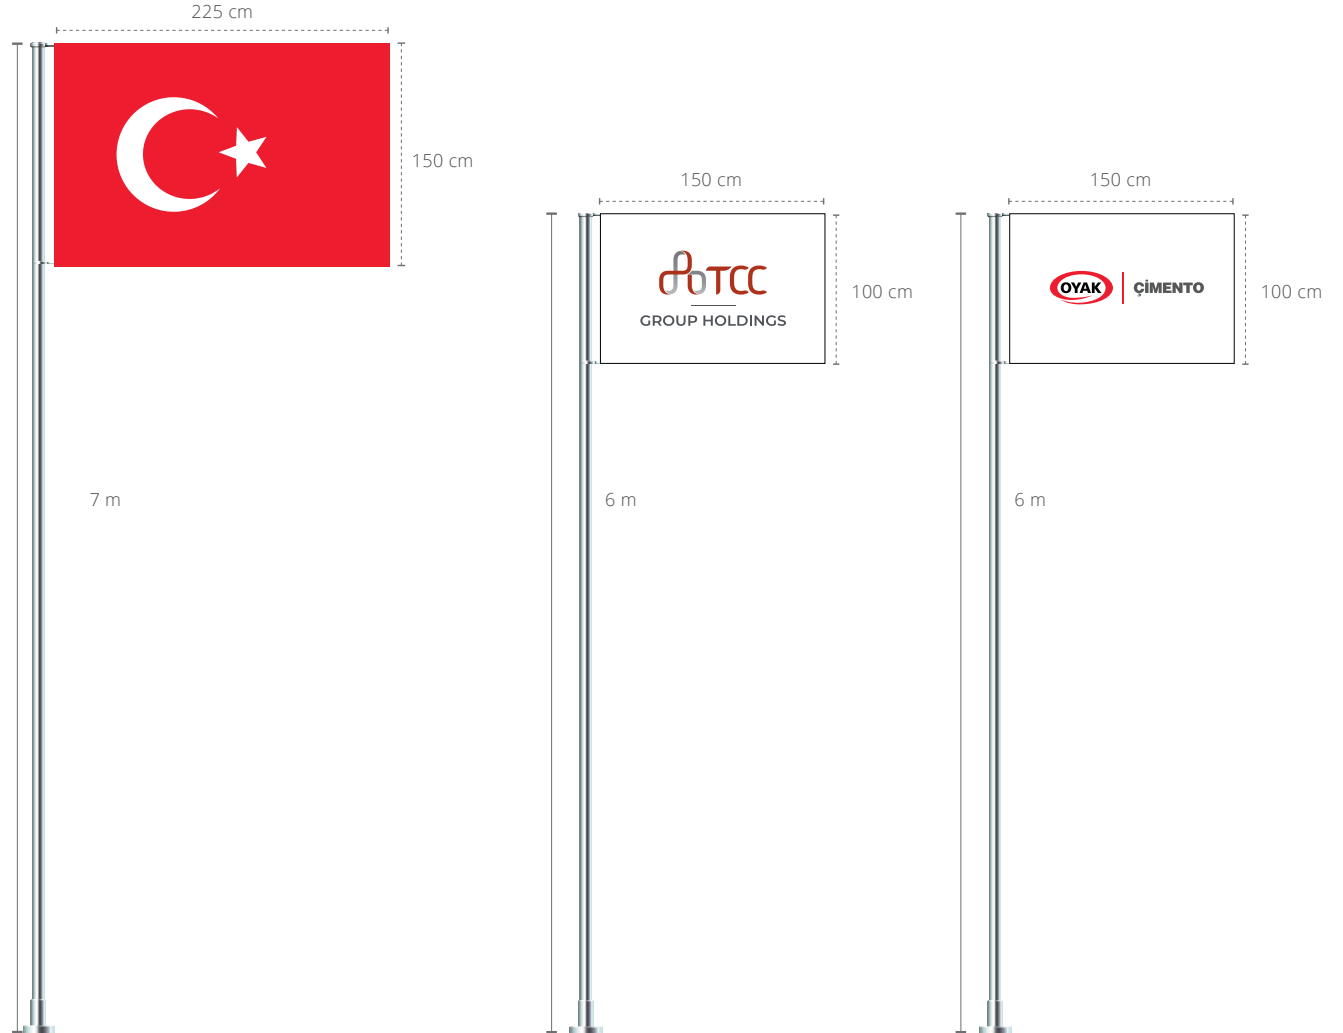 225 cm
150 cm
150 cm
150 cm
TCC
GROUP HOLDINGS
100 cm
OYAK
ÇİMENTO
100 cm
7 m
6 m
6 m